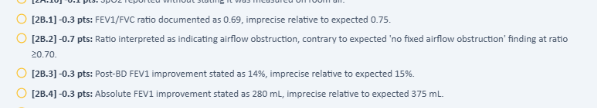 [2A.10] -0.1 pts: SpO2 reported without stating it was measured on room air.
[2B.1] -0.3 pts: FEV1/FVC ratio documented as 0.69, imprecise relative to expected 0.75.
[2B.2] -0.7 pts: Ratio interpreted as indicating airflow obstruction, contrary to expected 'no fixed airflow obstruction' finding at ratio
≥0.70.
[2B.3] -0.3 pts: Post-BD FEV1 improvement stated as 14%, imprecise relative to expected 15%.
[2B.4] -0.3 pts: Absolute FEV1 improvement stated as 280 mL, imprecise relative to expected 375 mL.